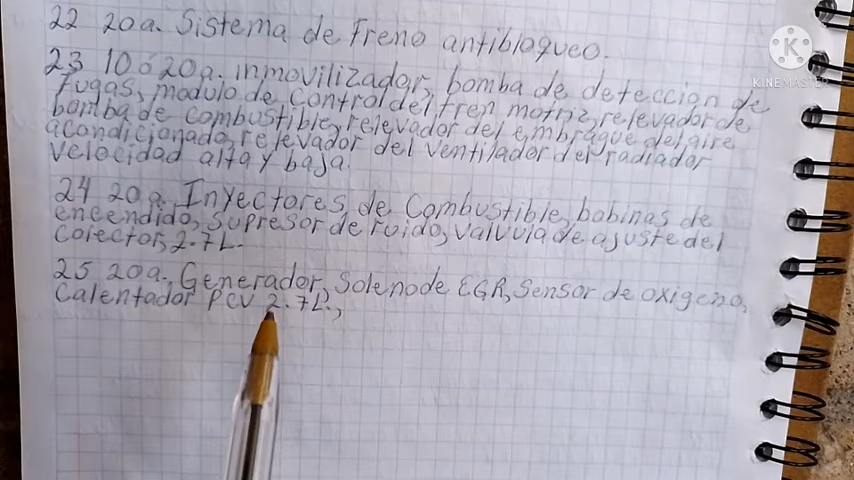 22 20a. Sistema de Freno antibloqueo.
23 10 ó 20a. inmovilizador, bomba de detección de
Fugas, modulo de control del tren motriz, relevador de
bomba de combustible, relevador del embrague del aire
acondicionado, relevador del ventilador del radiador
velocidad alta y baja.
24 20a. Inyectores de Combustible, bobinas de
encendido, supresor de ruido, valvula de ajuste del
colector, 2.7L.
25 20a. Generador, Solenode EGR, Sensor de oxigeno,
Calentador PCV 2.7L.,
KINEMASTER